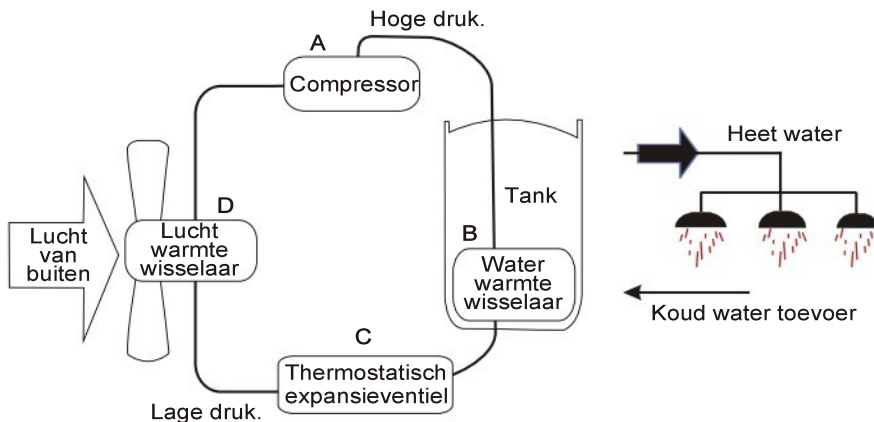 Hoge druk.
A
Compressor
Heet water
Tank
D
Lucht
van
buiten
Lucht
warmte
wisselaar
B
Water
warmte
wisselaar
Koud water toevoer
C
Thermostatisch
expansieventiel
Lage druk.